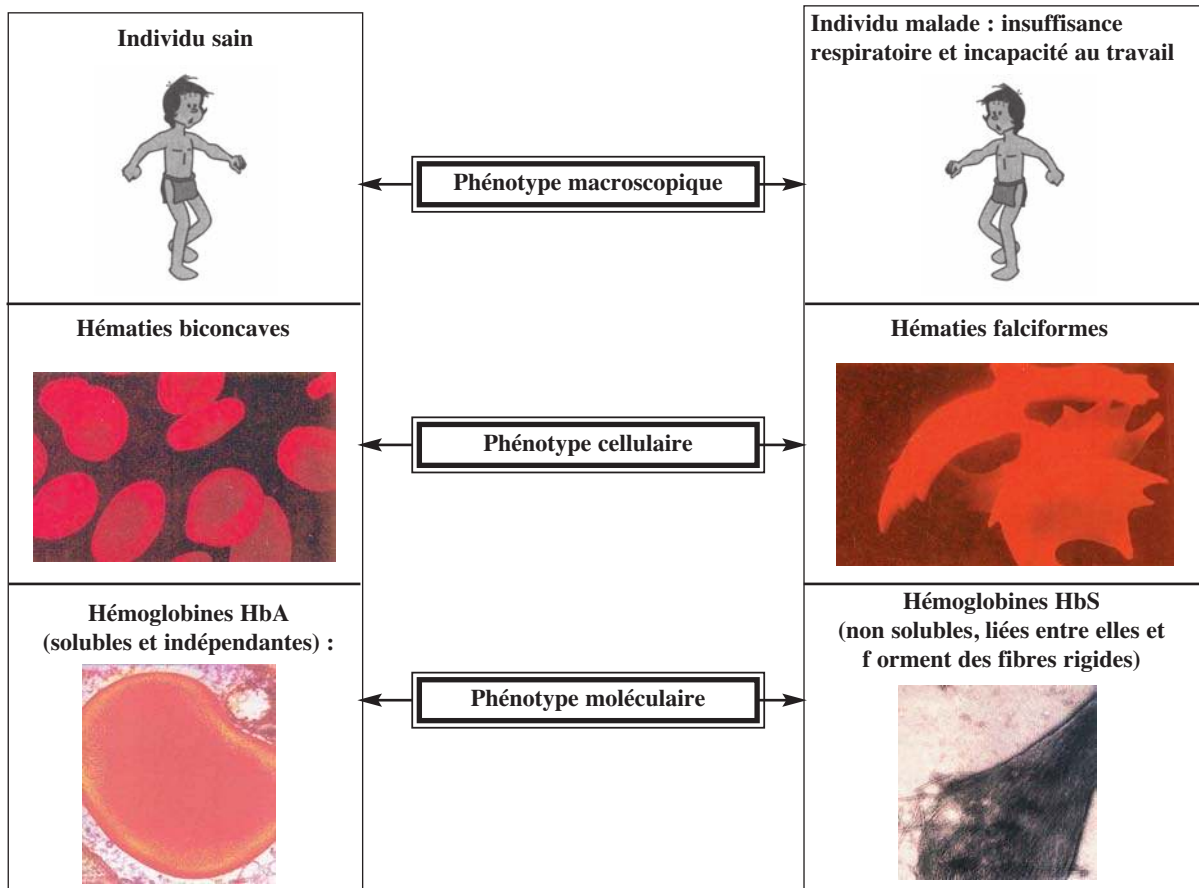 Individu sain
Individu malade : insuffisance
respiratoire et incapacité au travail
Phénotype macroscopique
Hématies biconcaves
Hématies falciformes
Phénotype cellulaire
Hémoglobines HbA
(solubles et indépendantes) :
Hémoglobines HbS
(non solubles, liées entre elles et
f orment des fibres rigides)
Phénotype moléculaire